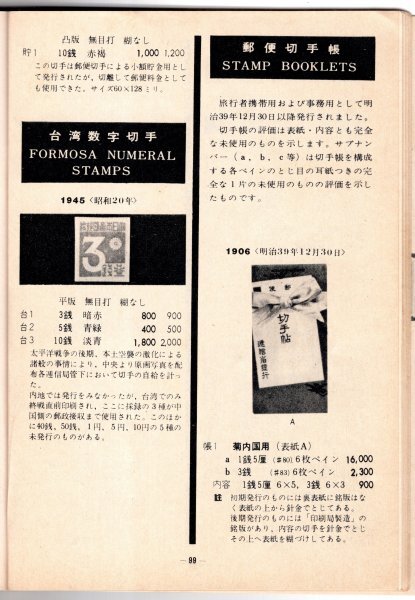 凸版 無目打 糊なし
貯1 10銭 赤褐 1,000 1,200
この切手は郵便切手による小額貯金用とし
て発行されたが、切離して郵便料金として
も使用できた。サイズ60×128ミリ。
台湾数字切手
FORMOSA NUMERAL
STAMPS
1945〈昭和20年〉
平版 無目打 糊なし
台1 3銭 暗赤 800 900
台2 5銭 青緑 400 500
台3 10銭 淡青 1,800 2,000
太平洋戦争の後期、本土空襲の激化による
諸般の事情により、中央より原画写真を配
布各逓信局管下において切手の自給を計っ
た。
内地では発行をみなかったが、台湾でのみ
終戦直前印刷され、ここに採録の3種が中
国側の郵政接収まで使用された。このほか
に40銭、50銭、1円、5円、10円の5種の
未発行のものがある。
郵便切手帳
STAMP BOOKLETS
旅行者携帯用および事務用として明
治39年12月30日以降発行されました。
切手帳の評価は表紙・内容とも完全
な未使用のものを示します。サブナン
バー(a、b、c等)は切手帳を構成
する各ペインのとじ目の耳紙つきの完
全な1片の未使用のものの評価を示し
たものです。
1906〈明治39年12月30日〉
郵便
切手帖
逓信省発行
A
帳1 菊内国用(表紙A)
a 1銭5厘(#80)6枚ペイン 16,000
b 3銭 (#83)6枚ペイン 2,300
内容 1銭5厘 6×5, 3銭 6×3 900
註 初期発行のものには裏表紙に銘版はな
く表紙の上から針金でとじてある。
後期発行のものには「印刷局製造」の
銘版があり、内容の切手を針金でとじ
その上へ表紙を糊づけしてある。
—99—